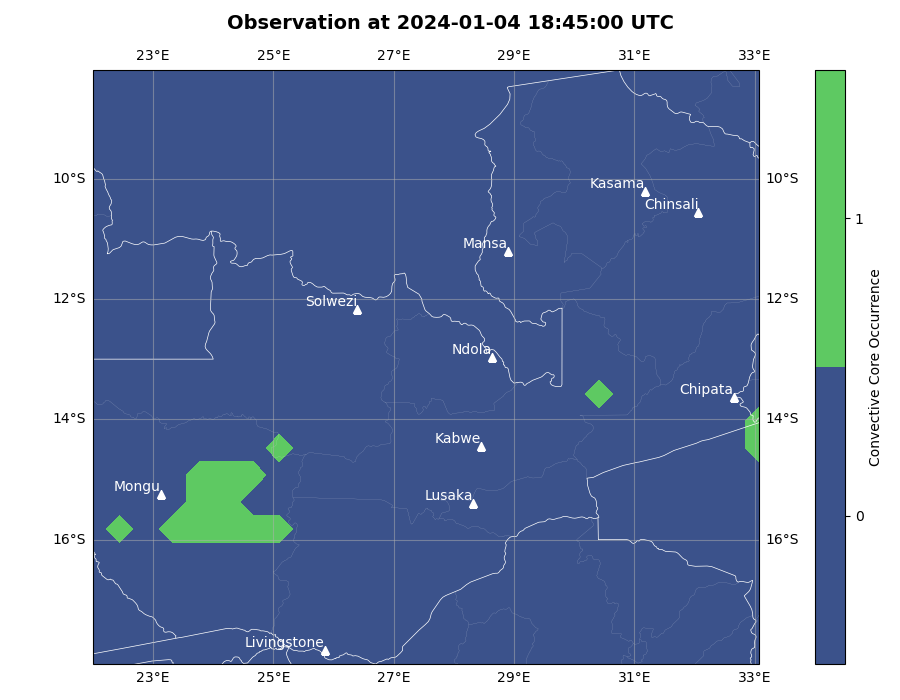 Observation at 2024-01-04 18:45:00 UTC
23°E 25°E 27°E 29°E 31°E 33°E
10°S 10°S
Kasama
Chinsali
Mansa
12°S 12°S
Solwezi
Ndola
Chipata
14°S 14°S
Kabwe
Mongu
Lusaka
16°S 16°S
Livingstone
23°E 25°E 27°E 29°E 31°E 33°E
1
0
Convective Core Occurrence